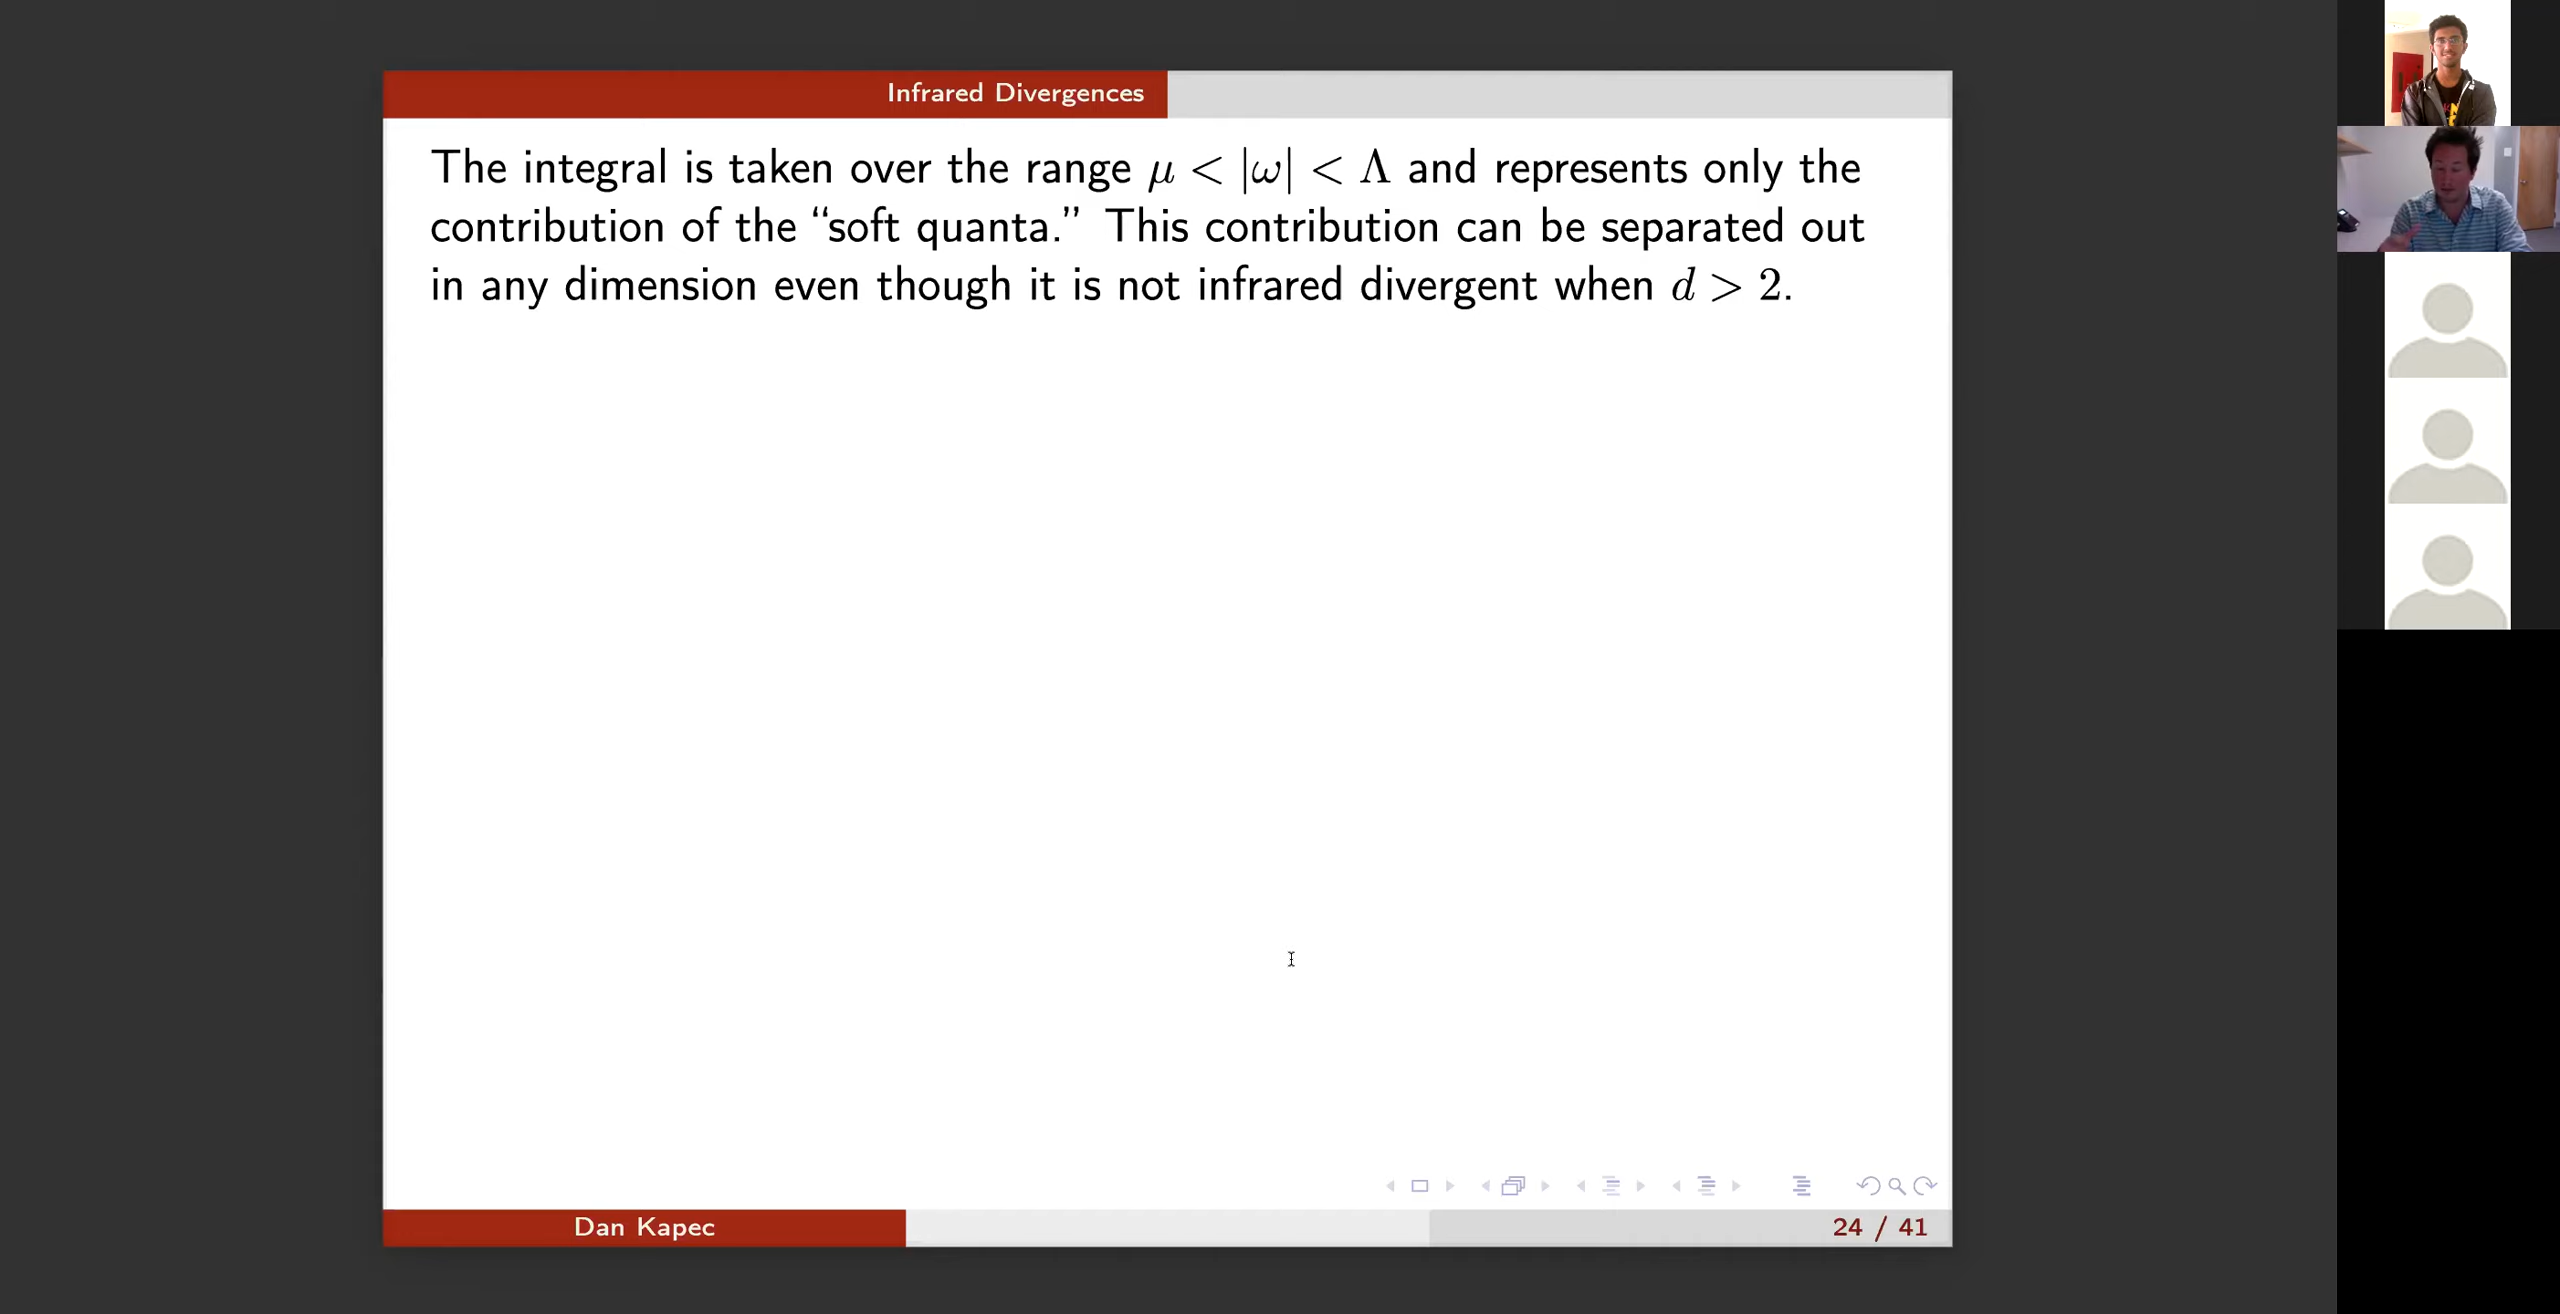 Infrared Divergences
The integral is taken over the range μ < |ω| < Λ and represents only the
contribution of the “soft quanta.” This contribution can be separated out
in any dimension even though it is not infrared divergent when d > 2.
Dan Kapec
24 / 41